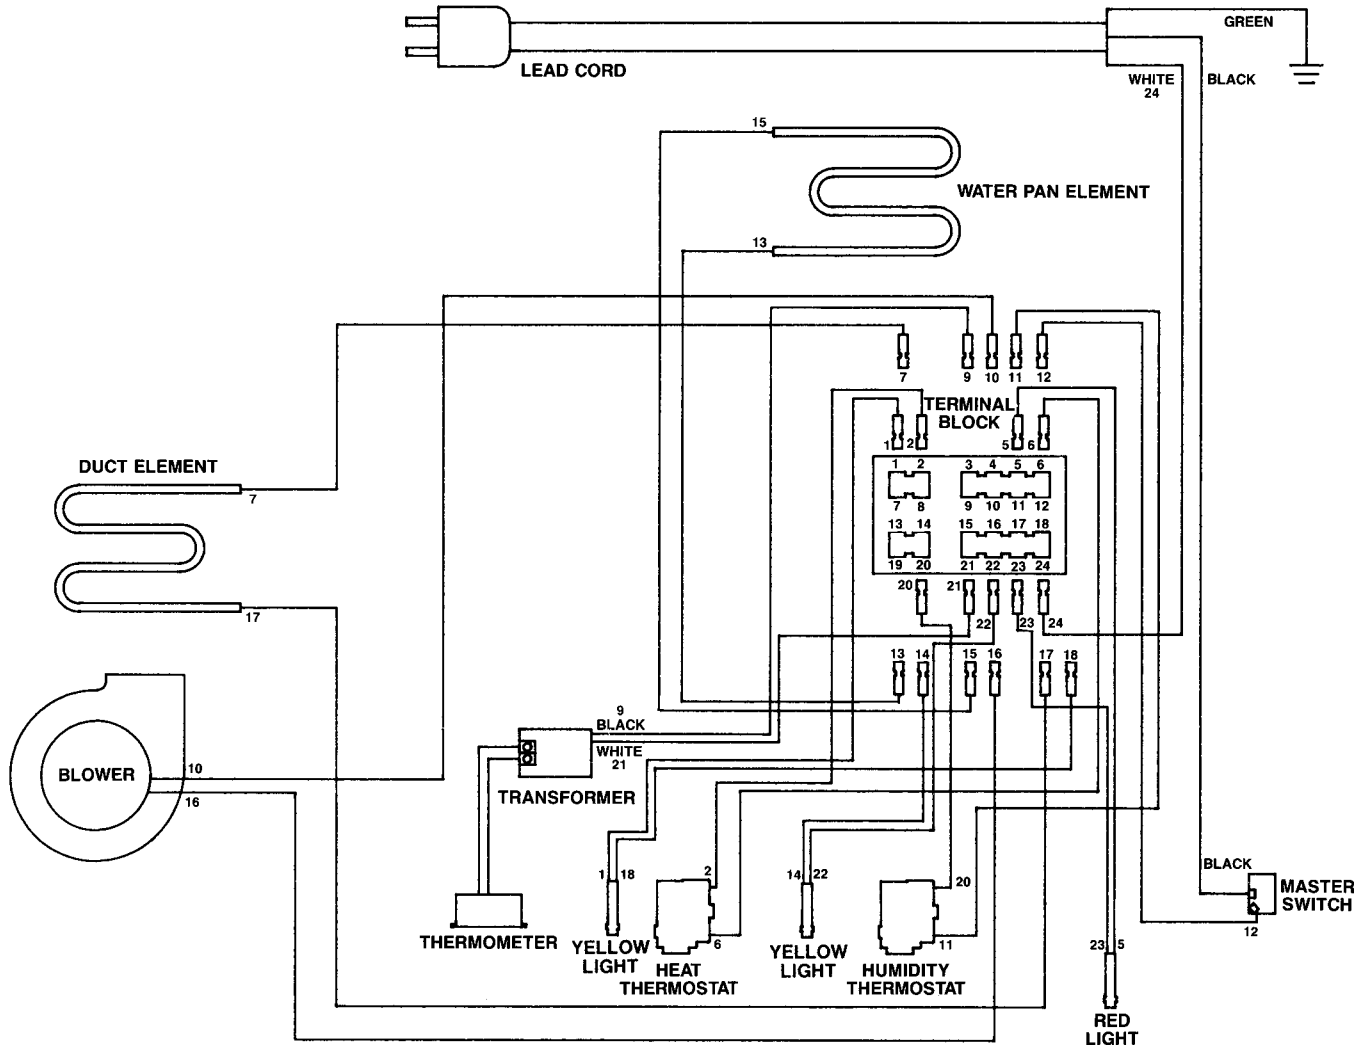 GREEN
LEAD CORD
WHITE
24
BLACK
15
WATER PAN ELEMENT
13
7
9
10
11
12
TERMINAL
BLOCK
1
2
5
6
DUCT ELEMENT
7
1 2 3 4 5 6
7 8 9 10 11 12
13 14 15 16 17 18
19 20 21 22 23 24
20
21
22
23
24
17
13
14
15
16
17
18
9
BLACK
WHITE
21
BLOWER
10
16
TRANSFORMER
1
18
2
14
22
20
BLACK
MASTER
SWITCH
12
THERMOMETER
YELLOW
LIGHT
6
HEAT
THERMOSTAT
YELLOW
LIGHT
11
HUMIDITY
THERMOSTAT
23
5
RED
LIGHT